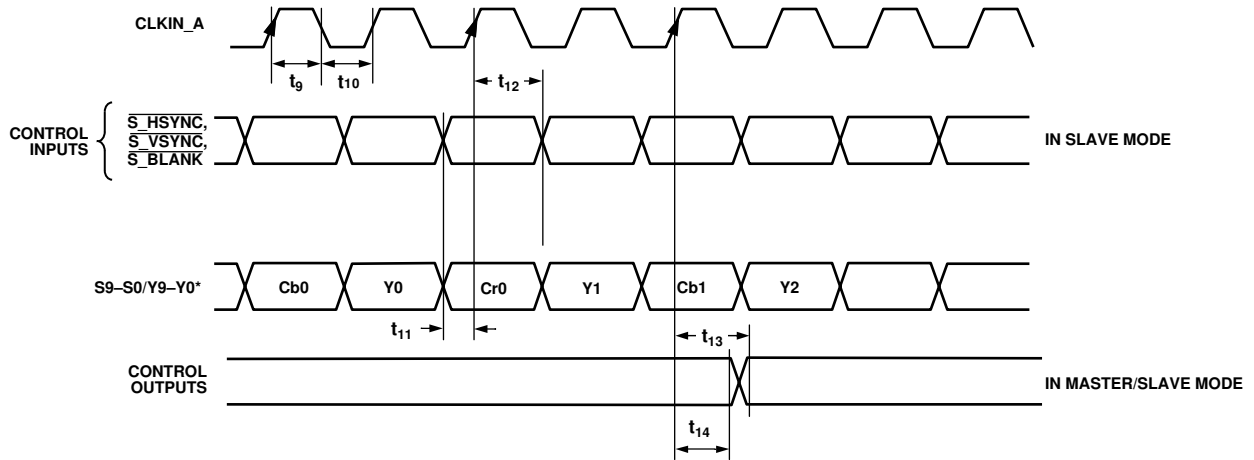 CLKIN_A
t9
t10
t12
CONTROL INPUTS
S_HSYNC,
S_VSYNC,
S_BLANK
IN SLAVE MODE
S9–S0/Y9–Y0*
Cb0
Y0
Cr0
Y1
Cb1
Y2
t11
t13
CONTROL OUTPUTS
IN MASTER/SLAVE MODE
t14